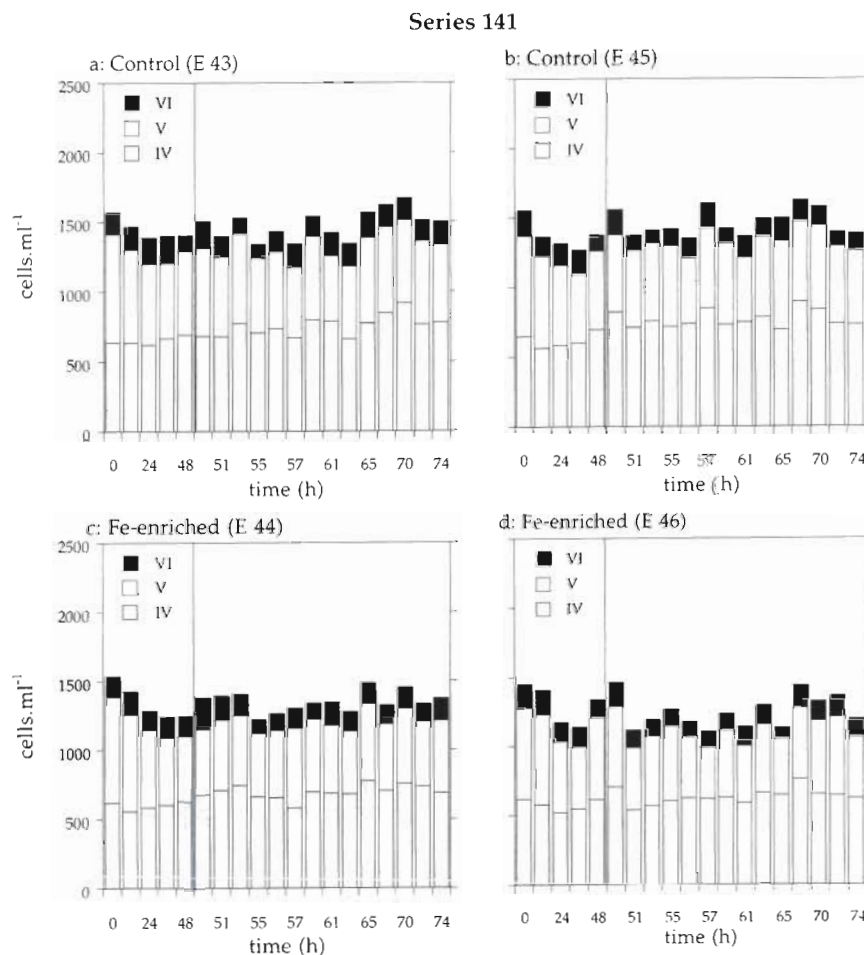 Series 141
a: Control (E 43)
2500
2000
1500
1000
500
0
cells.ml⁻¹
VI
V
IV
0 24 48 51 55 57 61 65 70 74
time (h)
b: Control (E 45)
VI
V
IV
0 24 48 51 55 57 61 65 70 74
time (h)
c: Fe-enriched (E 44)
2500
2000
1500
1000
500
0
cells.ml⁻¹
VI
V
IV
0 24 48 51 55 57 61 65 70 74
time (h)
d: Fe-enriched (E 46)
VI
V
IV
0 24 48 51 55 57 61 65 70 74
time (h)